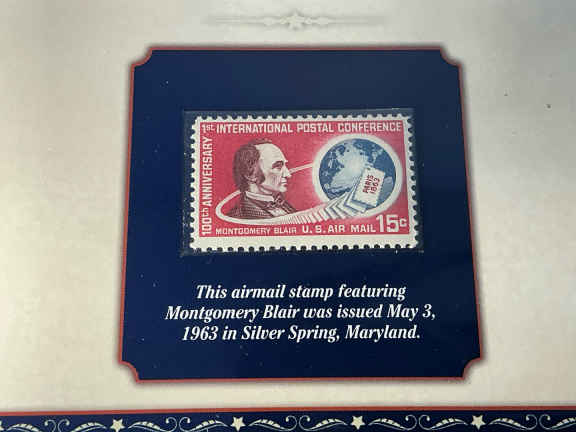 1st. INTERNATIONAL POSTAL CONFERENCE
100th ANNIVERSARY
PARIS
1863
MONTGOMERY BLAIR U.S. AIR MAIL 15c
This airmail stamp featuring
Montgomery Blair was issued May 3,
1963 in Silver Spring, Maryland.